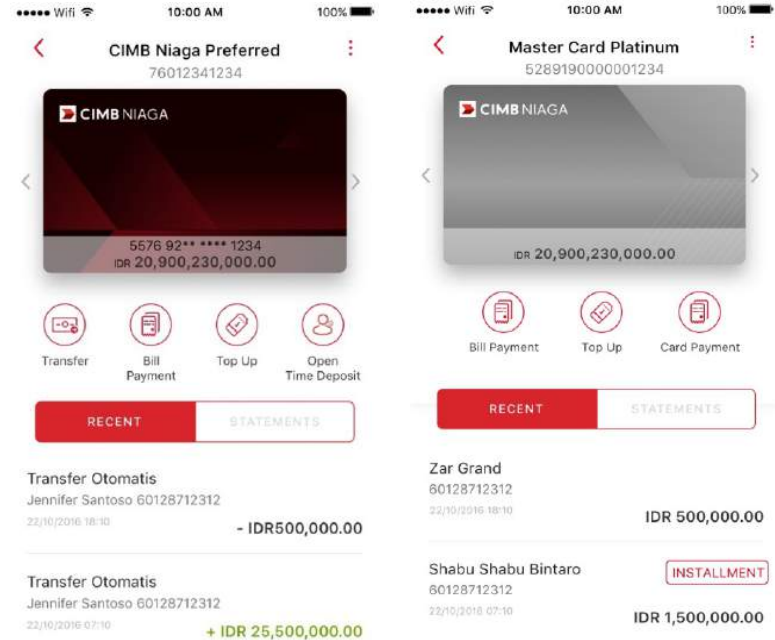 Wifi 10:00 AM 100%
CIMB Niaga Preferred
76012341234
CIMB NIAGA
5576 92** **** 1234
IDR 20,900,230,000.00
Transfer
Bill
Payment
Top Up
Open
Time Deposit
RECENT STATEMENTS
Transfer Otomatis
Jennifer Santoso 60128712312
22/10/2016 18:10
- IDR500,000.00
Transfer Otomatis
Jennifer Santoso 60128712312
22/10/2016 07:10
+ IDR 25,500,000.00
Wifi 10:00 AM 100%
Master Card Platinum
5289190000001234
CIMB NIAGA
IDR 20,900,230,000.00
Bill Payment
Top Up
Card Payment
RECENT STATEMENTS
Zar Grand
60128712312
22/10/2016 18:10
IDR 500,000.00
Shabu Shabu Bintaro
INSTALLMENT
60128712312
22/10/2016 07:10
IDR 1,500,000.00